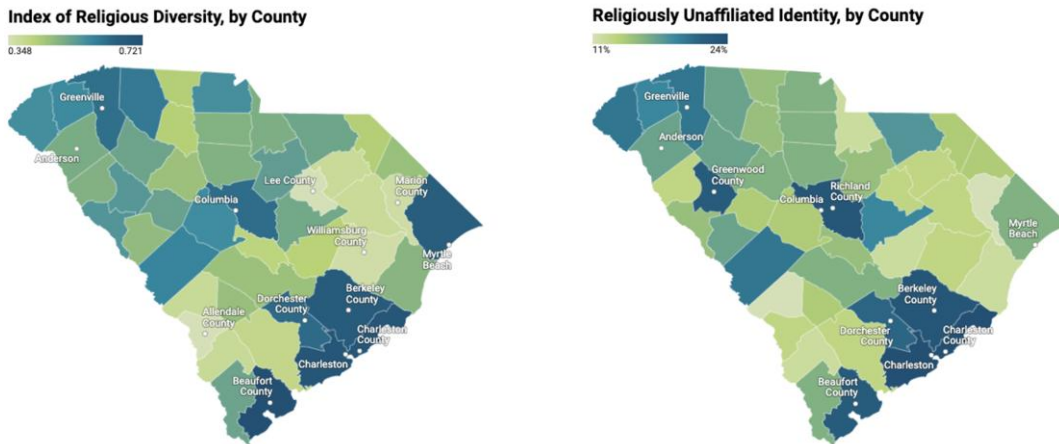 Index of Religious Diversity, by County
0.348 0.721
Greenville
Anderson
Lee County
Marion
County
Columbia
Williamsburg
County
Myrtle
Beach
Berkeley
County
Dorchester
County
Allendale
County
Charleston
County
Charleston
Beaufort
County
Religiously Unaffiliated Identity, by County
11% 24%
Greenville
Anderson
Greenwood
County
Richland
County
Columbia
Myrtle
Beach
Berkeley
County
Charleston
County
Dorchester
County
Charleston
Beaufort
County